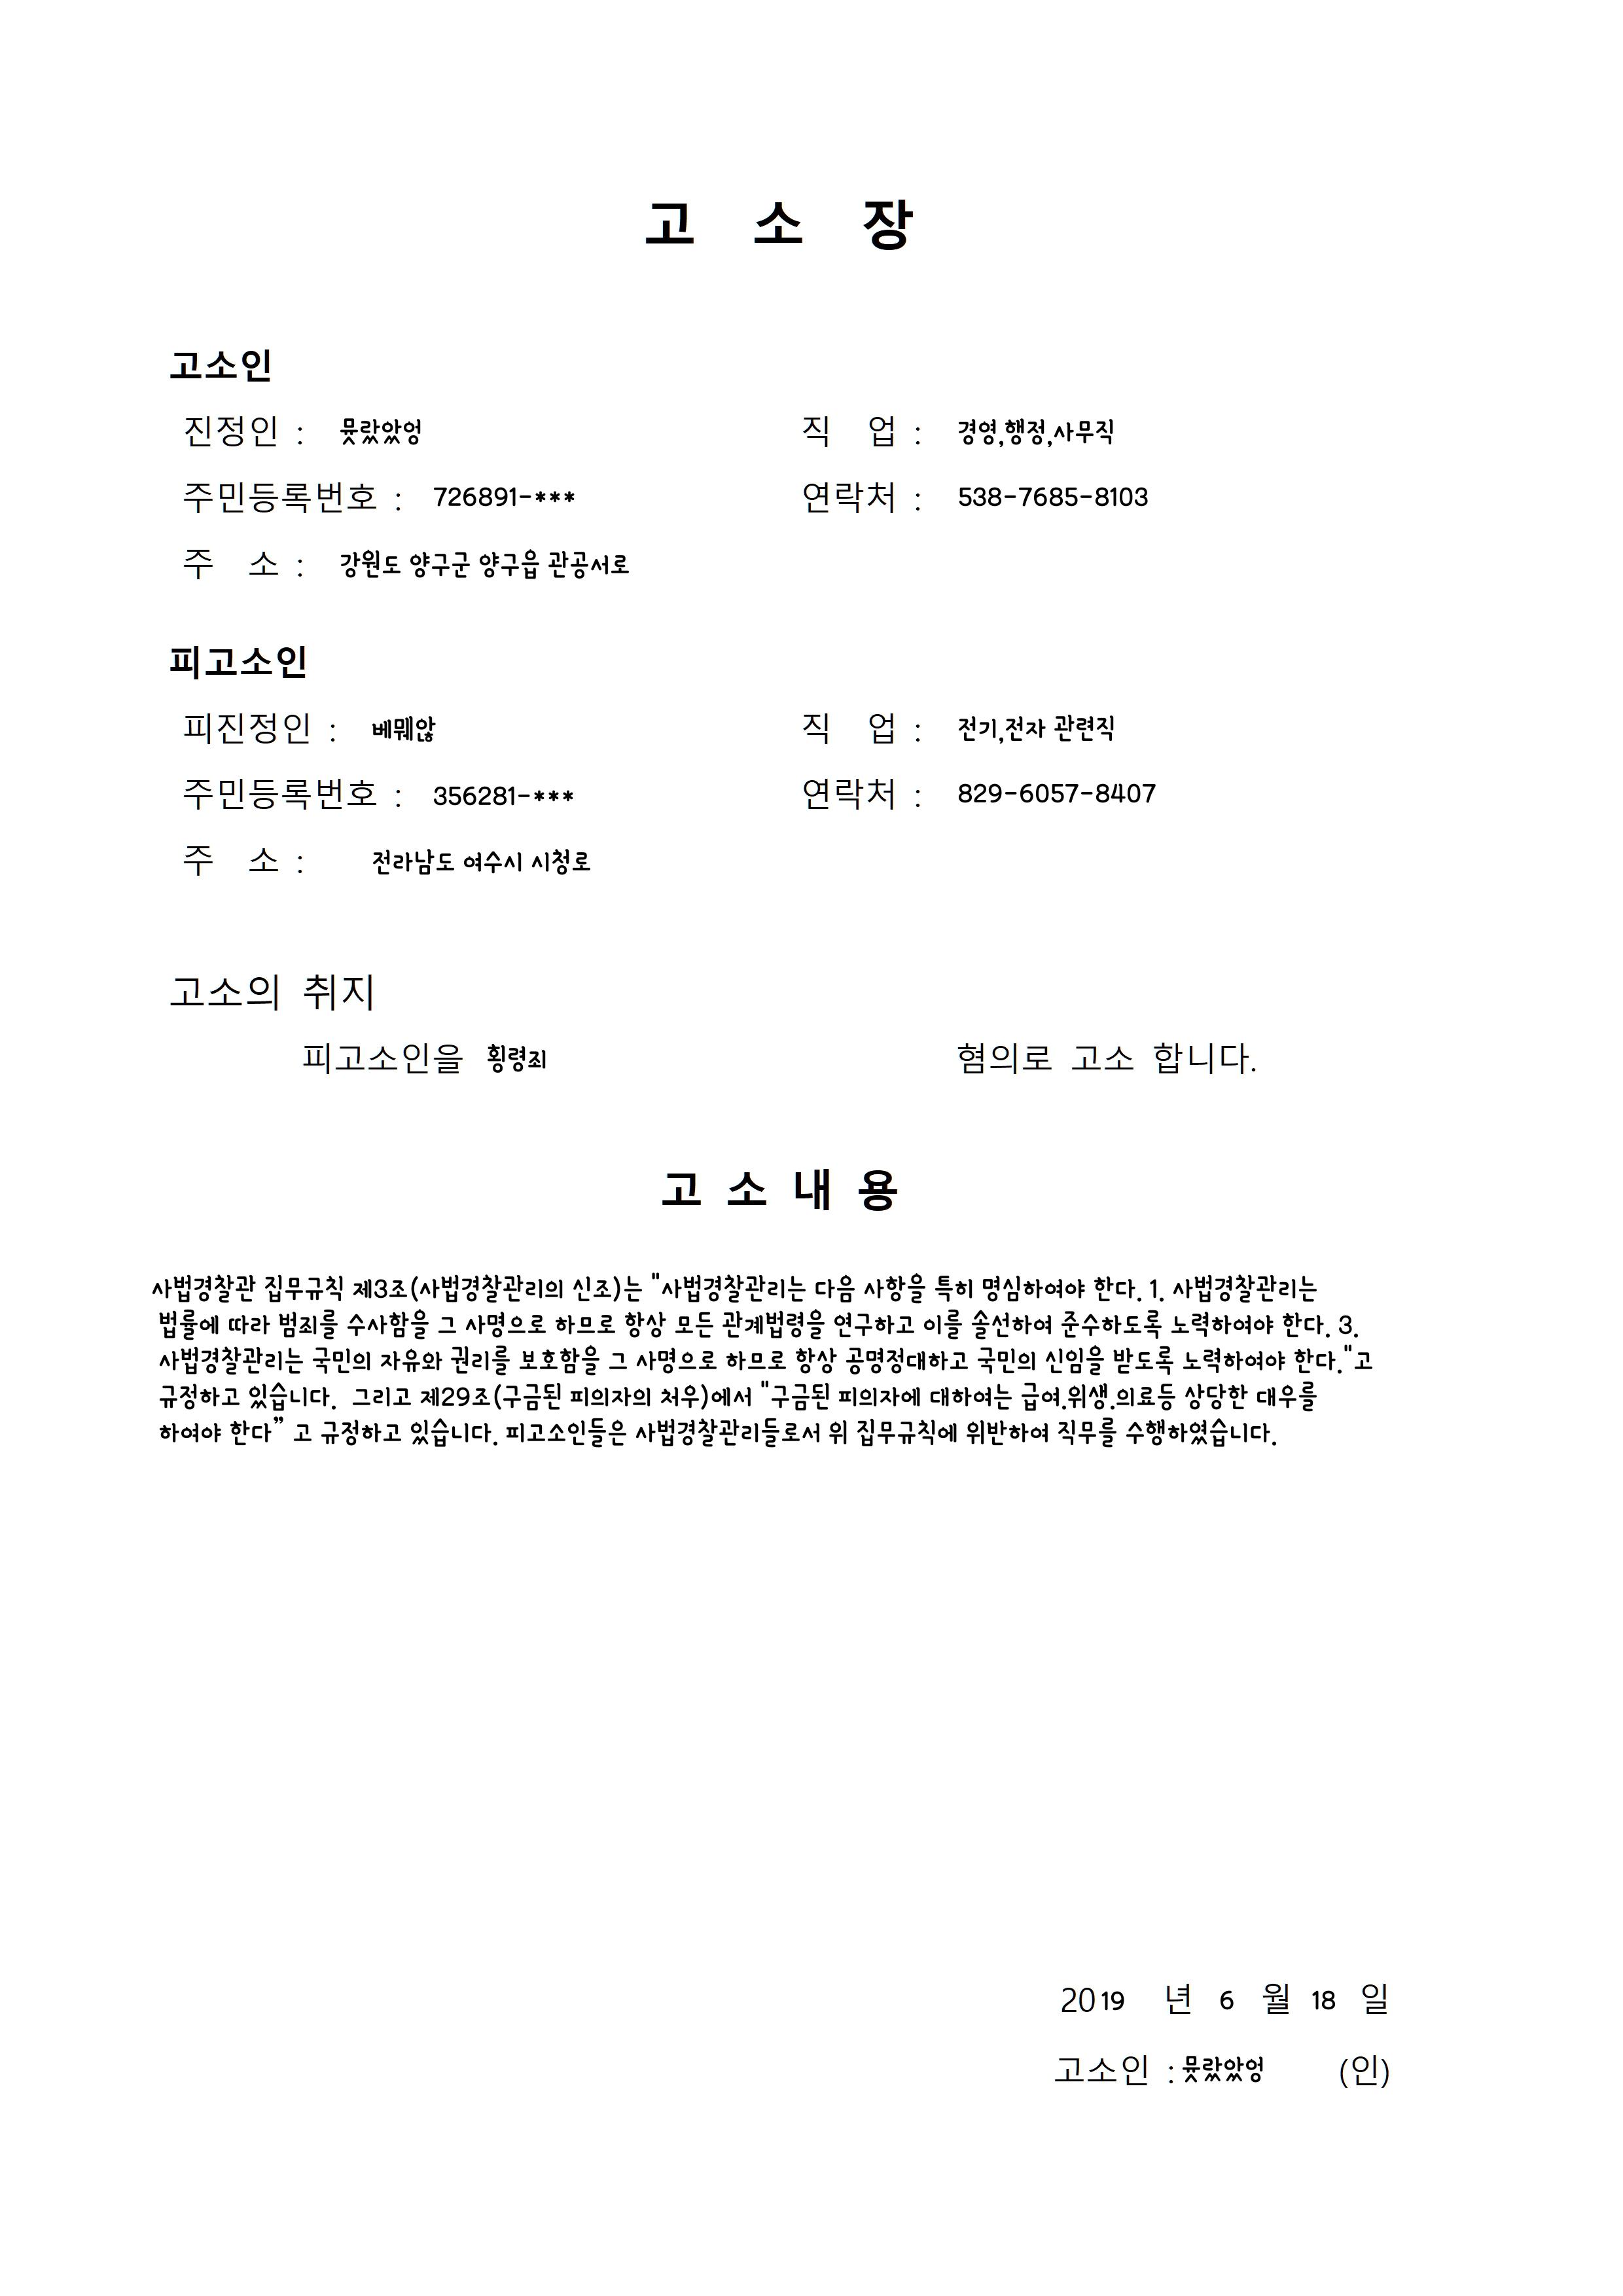 고 소 장
고소인
진정인 : 뮷랐았엉 직 업 : 경영,행정,사무직
주민등록번호 : 726891-*** 연락처 : 538-7685-8103
주 소 : 강원도 양구군 양구읍 관공서로
피고소인
피진정인 : 베뭬않 직 업 : 전기,전자 관련직
주민등록번호 : 356281-*** 연락처 : 829-6057-8407
주 소 : 전라남도 여수시 시청로
고소의 취지
피고소인을 횡령죄 혐의로 고소 합니다.
고 소 내 용
사법경찰관 집무규칙 제3조(사법경찰관리의 신조)는 "사법경찰관리는 다음 사항을 특히 명심하여야 한다. 1. 사법경찰관리는
법률에 따라 범죄를 수사함을 그 사명으로 하므로 항상 모든 관계법령을 연구하고 이를 솔선하여 준수하도록 노력하여야 한다. 3.
사법경찰관리는 국민의 자유와 권리를 보호함을 그 사명으로 하므로 항상 공명정대하고 국민의 신임을 받도록 노력하여야 한다."고
규정하고 있습니다. 그리고 제29조(구금된 피의자의 처우)에서 "구금된 피의자에 대하여는 급여.위생.의료등 상당한 대우를
하여야 한다” 고 규정하고 있습니다. 피고소인들은 사법경찰관리들로서 위 집무규칙에 위반하여 직무를 수행하였습니다.
2019 년 6 월 18 일
고소인 : 뮷랐았엉 (인)